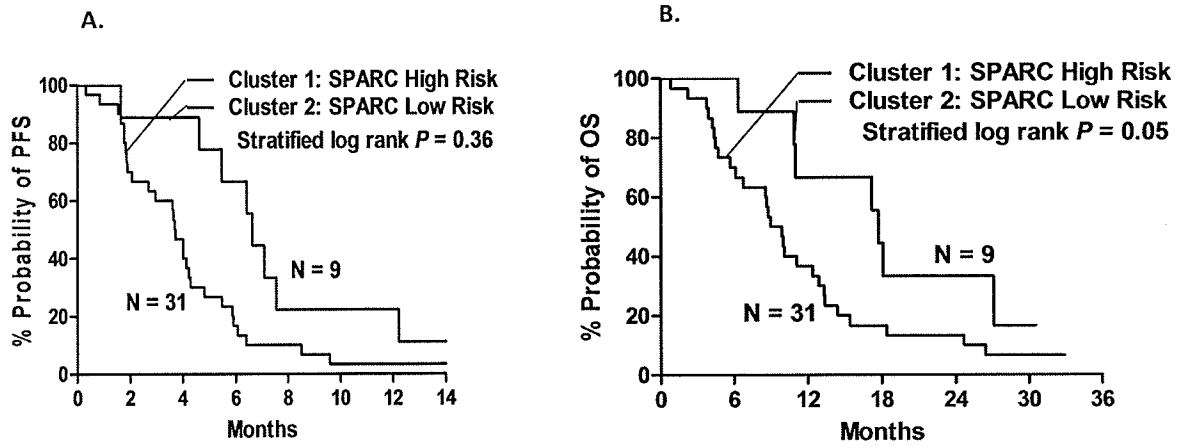 A.
% Probability of PFS
100
80
60
40
20
0
Cluster 1: SPARC High Risk
Cluster 2: SPARC Low Risk
Stratified log rank P = 0.36
N = 9
N = 31
0 2 4 6 8 10 12 14
Months
B.
% Probability of OS
100
80
60
40
20
0
Cluster 1: SPARC High Risk
Cluster 2: SPARC Low Risk
Stratified log rank P = 0.05
N = 9
N = 31
0 6 12 18 24 30 36
Months